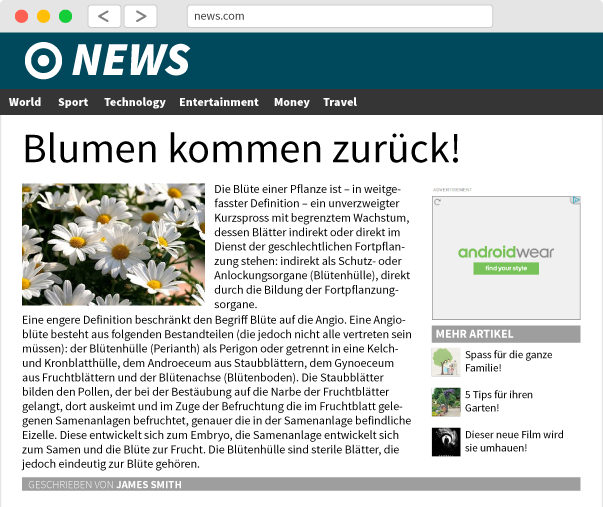 news.com
NEWS
World Sport Technology Entertainment Money Travel
Blumen kommen zurück!
Die Blüte einer Pflanze ist – in weitge-
fasster Definition – ein unverzweigter
Kurzspross mit begrenztem Wachstum,
dessen Blätter indirekt oder direkt im
Dienst der geschlechtlichen Fortpflan-
zung stehen: indirekt als Schutz- oder
Anlockungsorgane (Blütenhülle), direkt
durch die Bildung der Fortpflanzung-
sorgane.
Eine engere Definition beschränkt den Begriff Blüte auf die Angio. Eine Angio-
blüte besteht aus folgenden Bestandteilen (die jedoch nicht alle vertreten sein
müssen): der Blütenhülle (Perianth) als Perigon oder getrennt in eine Kelch-
und Kronblatthülle, dem Androeceum aus Staubblättern, dem Gynoeceum
aus Fruchtblättern und der Blütenachse (Blütenboden). Die Staubblätter
bilden den Pollen, der bei der Bestäubung auf die Narbe der Fruchtblätter
gelangt, dort auskeimt und im Zuge der Befruchtung die im Fruchtblatt gele-
genen Samenanlagen befruchtet, genauer die in der Samenanlage befindliche
Eizelle. Diese entwickelt sich zum Embryo, die Samenanlage entwickelt sich
zum Samen und die Blüte zur Frucht. Die Blütenhülle sind sterile Blätter, die
jedoch eindeutig zur Blüte gehören.
GESCHRIEBEN VON JAMES SMITH
ADVERTISEMENT
androidwear
find your style
MEHR ARTIKEL
Spass für die ganze
Familie!
5 Tips für ihren
Garten!
Dieser neue Film wird
sie umhauen!